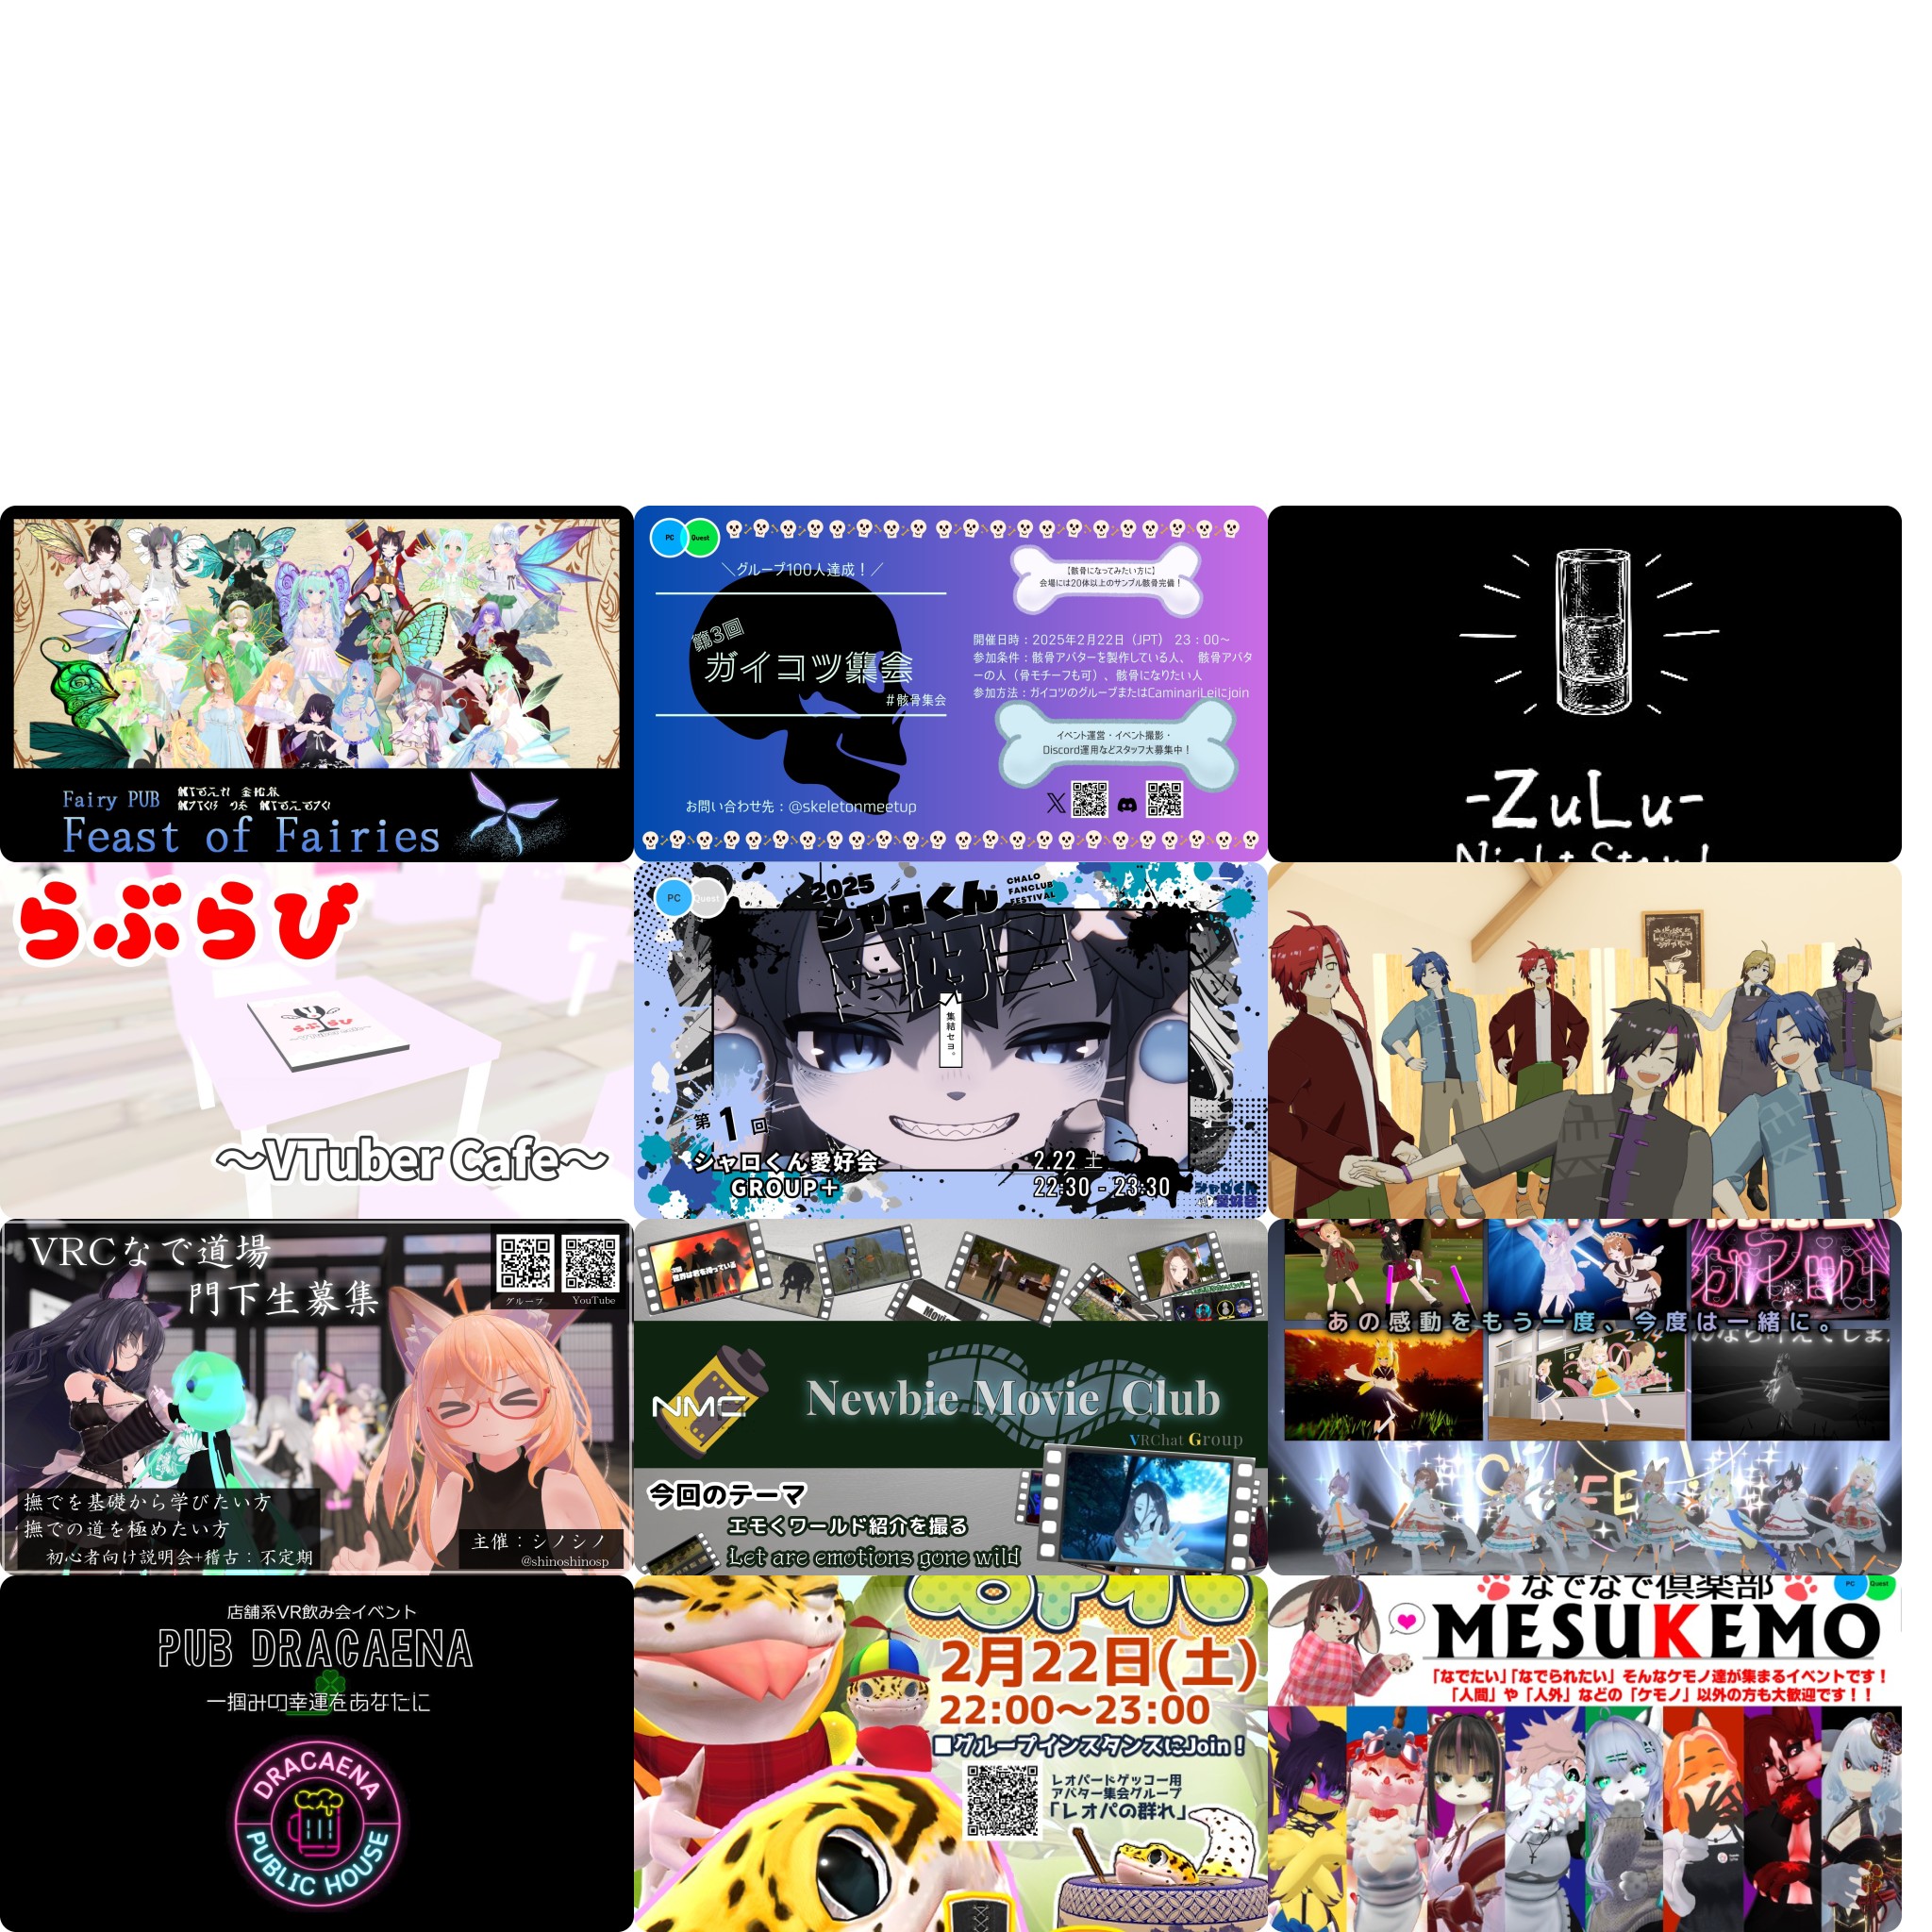 Fairy PUB
Feast of Fairies
PC
Quest
＼グループ100人達成！／
第3回
ガイコツ集会
#骸骨集会
お問い合わせ先：@skeletonmeetup
【骸骨になってみたい方に】
会場には20体以上のサンプル骸骨完備！
開催日時：2025年2月22日（JPT） 23：00～
参加条件：骸骨アバターを製作している人、 骸骨アバタ
ーの人（骨モチーフも可）、骸骨になりたい人
参加方法：ガイコツのグループまたはCaminariLeiにjoin
イベント運営・イベント撮影・
Discord運用などスタッフ大募集中！
-ZuLu-
らぶらび
らぶらび
～VTuber Cafe～
PC
Quest
2025
シャロくん
CHALO
FANCLUB
FESTIVAL
愛好会
集結セヨ。
第1回
シャロくん愛好会
GROUP＋
2.22 土
22:30 - 23:30
VRCなで道場
門下生募集
グループ
YouTube
撫でを基礎から学びたい方
撫での道を極めたい方
初心者向け説明会+稽古：不定期
主催：シノシノ
@shinoshinosp
世界は君を待っている
NMC
Newbie Movie Club
VRChat Group
今回のテーマ
エモくワールド紹介を撮る
Let are emotions gone wild
あの感動をもう一度、今度は一緒に。
店舗系VR飲み会イベント
PUB DRACAENA
一掴みの幸運をあなたに
DRACAENA
PUBLIC HOUSE
2月22日(土)
22:00～23:00
■グループインスタンスにJoin！
レオパードゲッコー用
アバター集会グループ
「レオパの群れ」
なでなで倶楽部
PC
Quest
MESUKEMO
「なでたい」「なでられたい」そんなケモノ達が集まるイベントです！
「人間」や「人外」などの「ケモノ」以外の方も大歓迎です！！